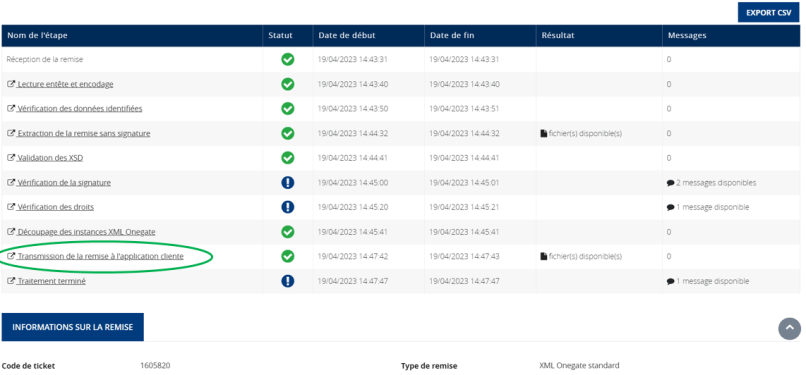 EXPORT CSV
Nom de l'étape Statut Date de début Date de fin Résultat Messages
Réception de la remise 19/04/2023 14:43:31 19/04/2023 14:43:31 0
Lecture entête et encodage 19/04/2023 14:43:40 19/04/2023 14:43:40 0
Vérification des données identifiées 19/04/2023 14:43:50 19/04/2023 14:43:51 0
Extraction de la remise sans signature 19/04/2023 14:44:32 19/04/2023 14:44:32 fichier(s) disponible(s) 0
Validation des XSD 19/04/2023 14:44:41 19/04/2023 14:44:41 0
Vérification de la signature 19/04/2023 14:45:00 19/04/2023 14:45:01 2 messages disponibles
Vérification des droits 19/04/2023 14:45:20 19/04/2023 14:45:21 1 message disponible
Découpage des instances XML Onegate 19/04/2023 14:45:41 19/04/2023 14:45:41 0
Transmission de la remise à l'application cliente 19/04/2023 14:47:42 19/04/2023 14:47:43 fichier(s) disponible(s) 0
Traitement terminé 19/04/2023 14:47:47 19/04/2023 14:47:47 1 message disponible
INFORMATIONS SUR LA REMISE
Code de ticket 1605820 Type de remise XML Onegate standard